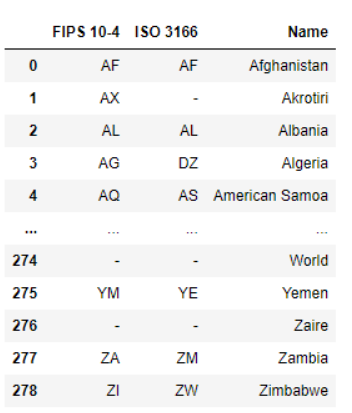 FIPS 10-4 ISO 3166 Name
0 AF AF Afghanistan
1 AX - Akrotiri
2 AL AL Albania
3 AG DZ Algeria
4 AQ AS American Samoa
... ... ... ...
274 - - World
275 YM YE Yemen
276 - - Zaire
277 ZA ZM Zambia
278 ZI ZW Zimbabwe